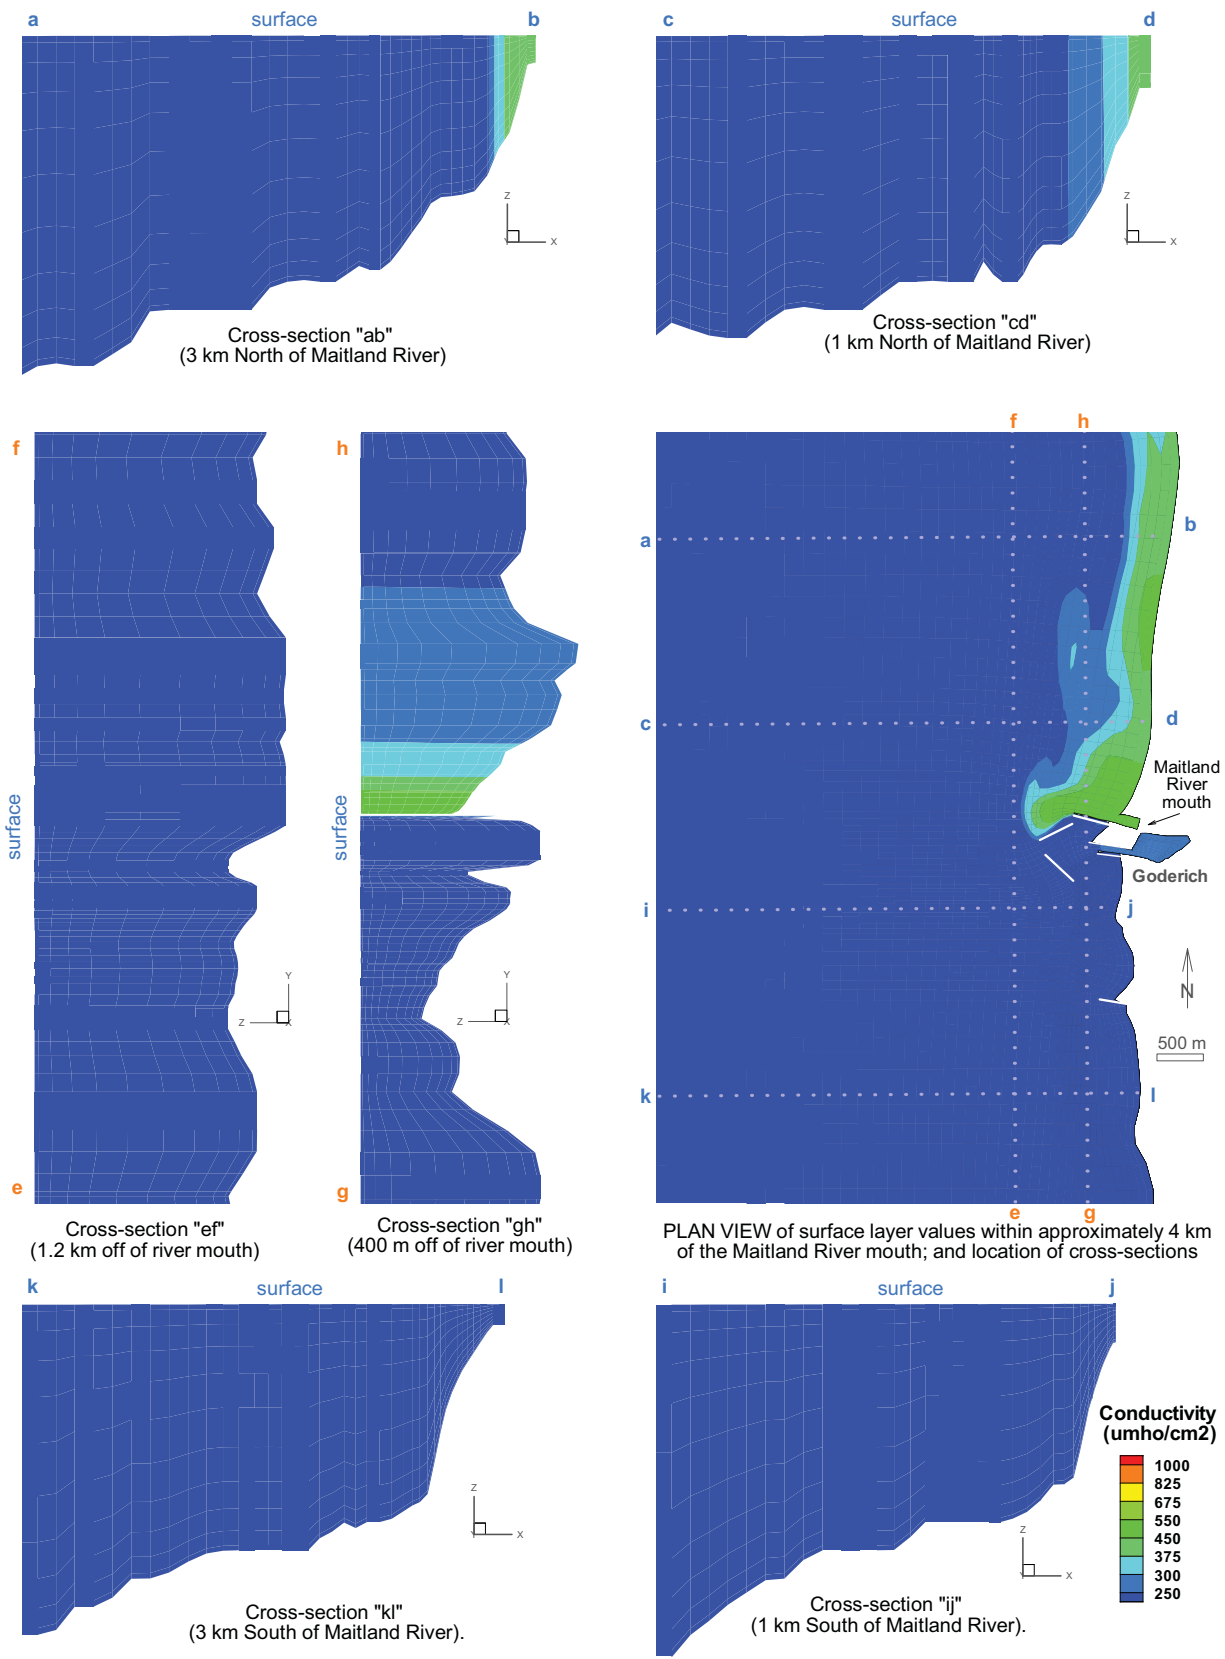 a surface b
c surface d
Z
X
Z
X
Cross-section "ab"
(3 km North of Maitland River)
Cross-section "cd"
(1 km North of Maitland River)
f
h
f h
a
b
c
d
Maitland
River
mouth
surface
surface
Goderich
i
j
N
Y
Z X
Y
Z X
500 m
k
l
e
g
e g
Cross-section "ef"
(1.2 km off of river mouth)
Cross-section "gh"
(400 m off of river mouth)
PLAN VIEW of surface layer values within approximately 4 km
of the Maitland River mouth; and location of cross-sections
k surface l
i surface j
Z
X
Z
X
Cross-section "kl"
(3 km South of Maitland River).
Cross-section "ij"
(1 km South of Maitland River).
Conductivity
(umho/cm2)
1000
825
675
550
450
375
300
250